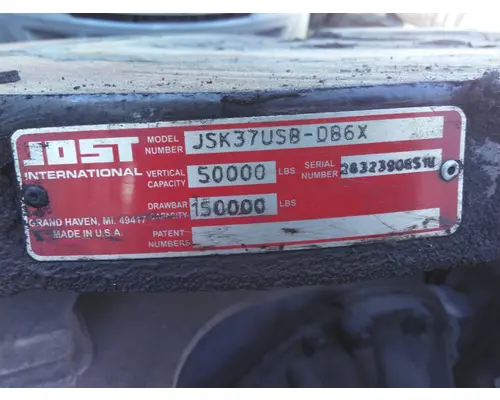 JOST
INTERNATIONAL
GRAND HAVEN, MI. 49417
MADE IN U.S.A.
MODEL NUMBER JSK37USB-DB6X
VERTICAL CAPACITY 50000 LBS
SERIAL NUMBER
DRAWBAR CAPACITY 150000 LBS
PATENT NUMBERS